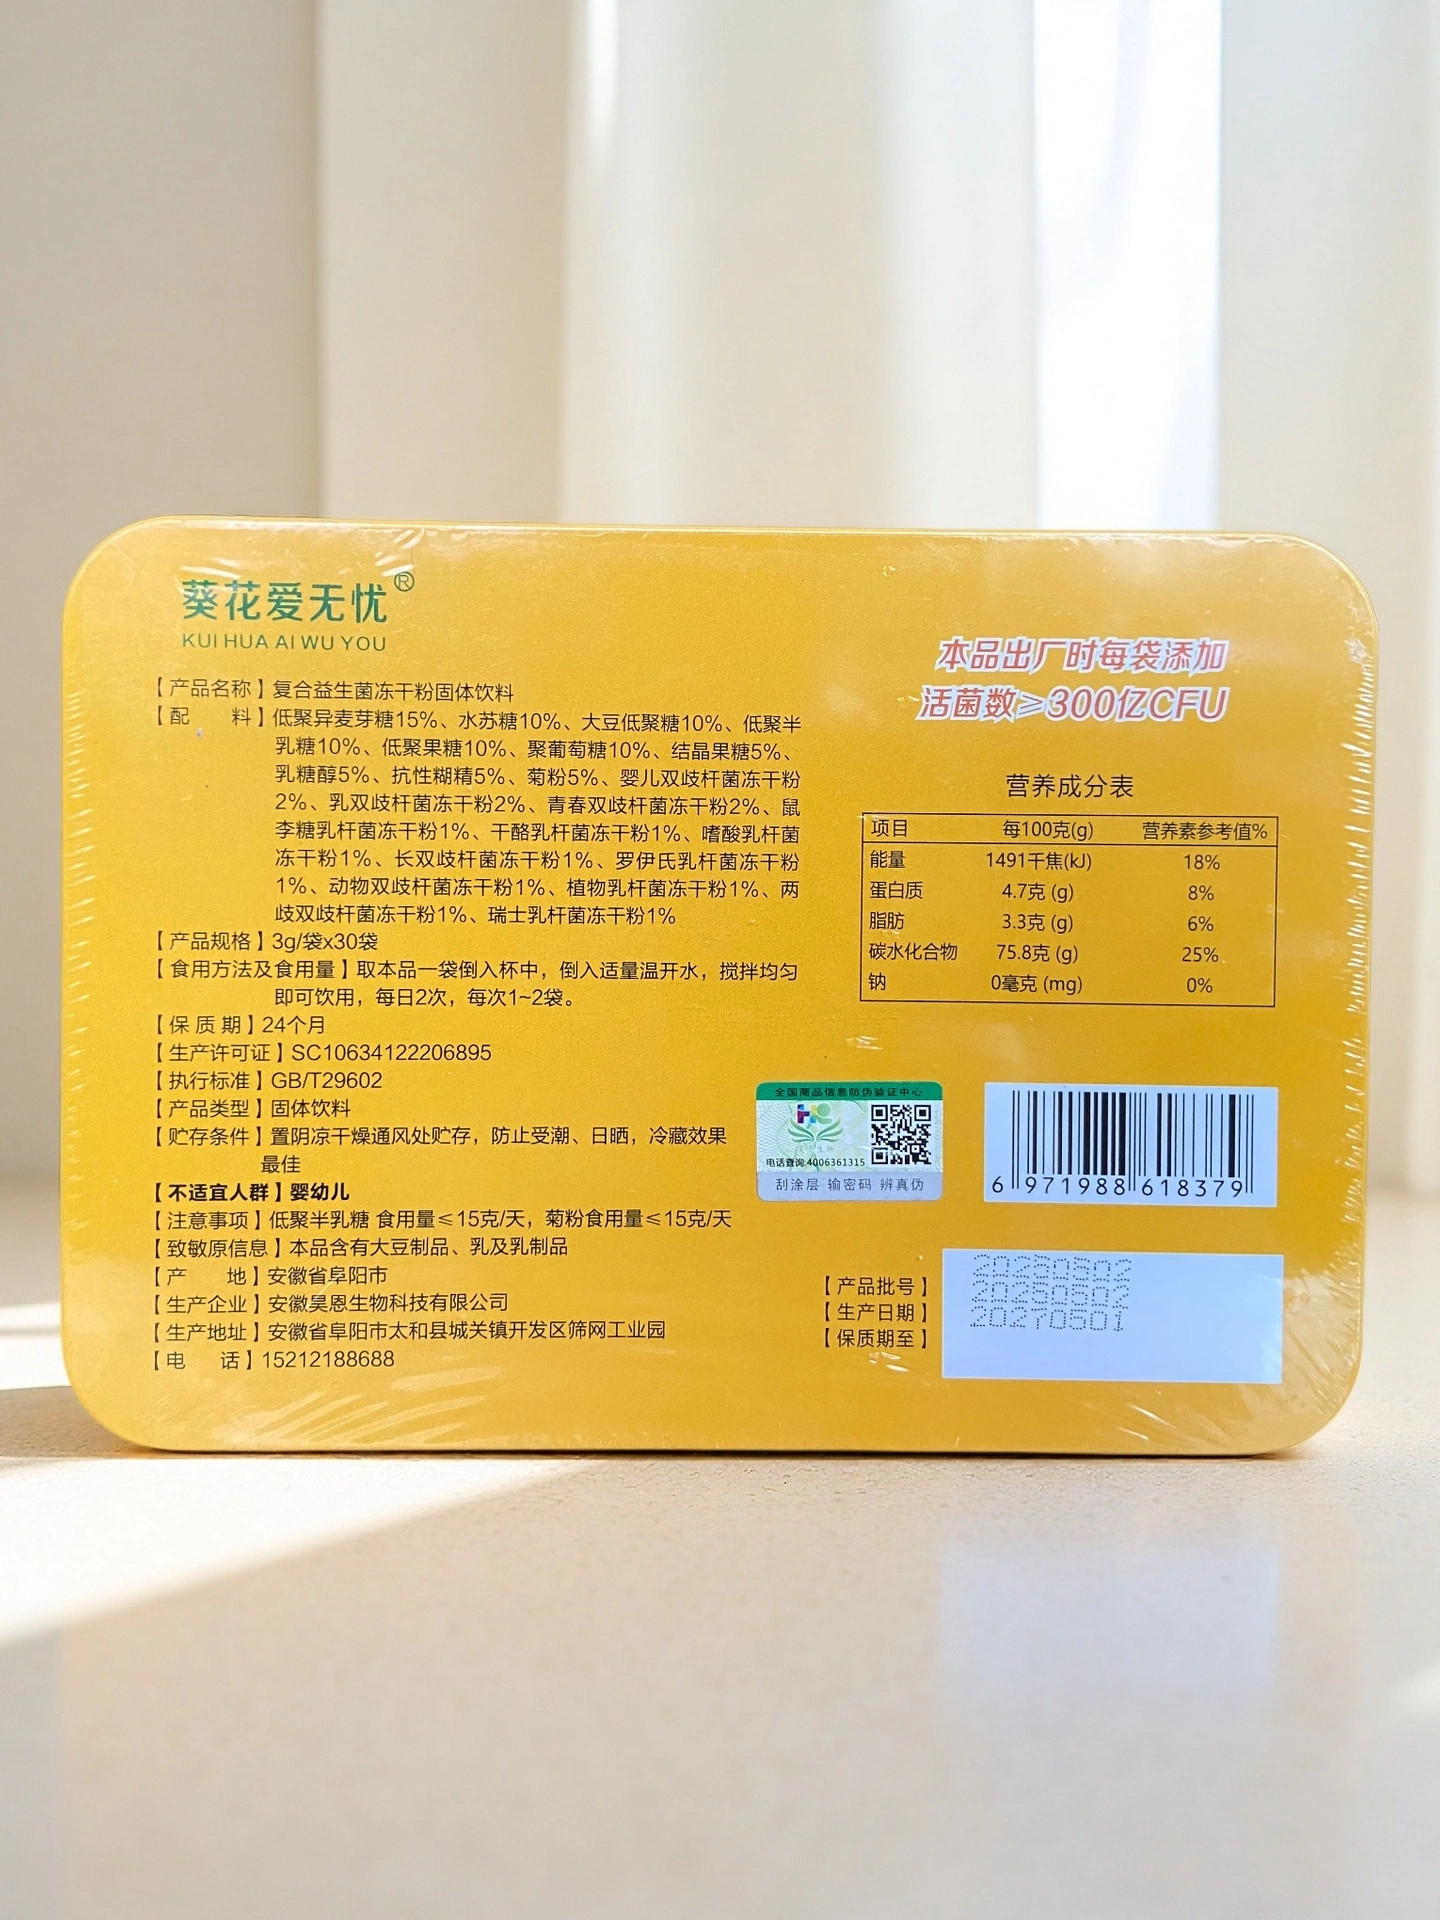 葵花爱无忧®
KUI HUA AI WU YOU
【产品名称】复合益生菌冻干粉固体饮料
【配　　料】低聚异麦芽糖15%、水苏糖10%、大豆低聚糖10%、低聚半
乳糖10%、低聚果糖10%、聚葡萄糖10%、结晶果糖5%、
乳糖醇5%、抗性糊精5%、菊粉5%、婴儿双歧杆菌冻干粉
2%、乳双歧杆菌冻干粉2%、青春双歧杆菌冻干粉2%、鼠
李糖乳杆菌冻干粉1%、干酪乳杆菌冻干粉1%、嗜酸乳杆菌
冻干粉1%、长双歧杆菌冻干粉1%、罗伊氏乳杆菌冻干粉
1%、动物双歧杆菌冻干粉1%、植物乳杆菌冻干粉1%、两
歧双歧杆菌冻干粉1%、瑞士乳杆菌冻干粉1%
【产品规格】3g/袋x30袋
【食用方法及食用量】取本品一袋倒入杯中，倒入适量温开水，搅拌均匀
即可饮用，每日2次，每次1~2袋。
【保 质 期】24个月
【生产许可证】SC10634122206895
【执行标准】GB/T29602
【产品类型】固体饮料
【贮存条件】置阴凉干燥通风处贮存，防止受潮、日晒，冷藏效果
最佳
【不适宜人群】婴幼儿
【注意事项】低聚半乳糖 食用量≤15克/天，菊粉食用量≤15克/天
【致敏原信息】本品含有大豆制品、乳及乳制品
【产　　地】安徽省阜阳市
【生产企业】安徽昊恩生物科技有限公司
【生产地址】安徽省阜阳市太和县城关镇开发区筛网工业园
【电　　话】15212188688
本品出厂时每袋添加
活菌数≥300亿CFU
营养成分表
项目 每100克(g) 营养素参考值%
能量 1491千焦(kJ) 18%
蛋白质 4.7克 (g) 8%
脂肪 3.3克 (g) 6%
碳水化合物 75.8克 (g) 25%
钠 0毫克 (mg) 0%
全国商品信息防伪验证中心
电话查询:4006361315
刮涂层 输密码 辨真伪
6 971988 618379
【产品批号】20250502
【生产日期】20250502
【保质期至】20270501